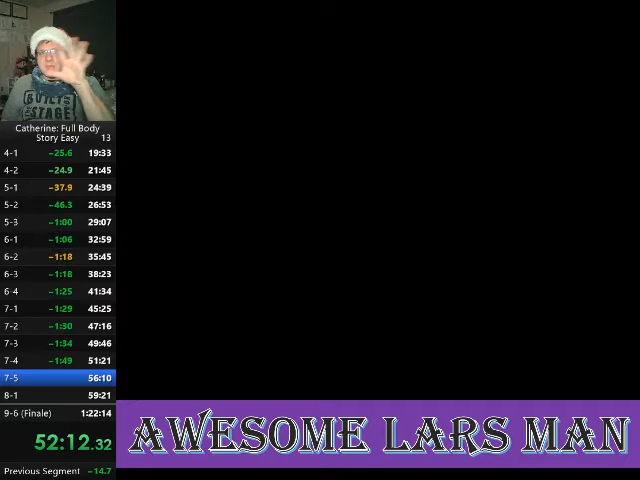 BUILT
STAGE
Catherine: Full Body
Story Easy 13
4-1 -25.6 19:33
4-2 -24.9 21:45
5-1 -37.9 24:39
5-2 -46.3 26:53
5-3 -1:00 29:07
6-1 -1:06 32:59
6-2 -1:18 35:45
6-3 -1:18 38:23
6-4 -1:25 41:34
7-1 -1:29 45:25
7-2 -1:30 47:16
7-3 -1:34 49:46
7-4 -1:49 51:21
7-5 56:10
8-1 59:21
9-6 (Finale) 1:22:14
52:12.32
Previous Segment -14.7
AWESOME LARS MAN